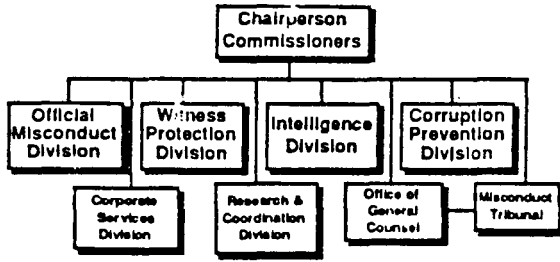 Chairperson
Commissioners
Official
Misconduct
Division
Witness
Protection
Division
Intelligence
Division
Corruption
Prevention
Division
Corporate
Services
Division
Research &
Coordination
Division
Office of
General
Counsel
Misconduct
Tribunal